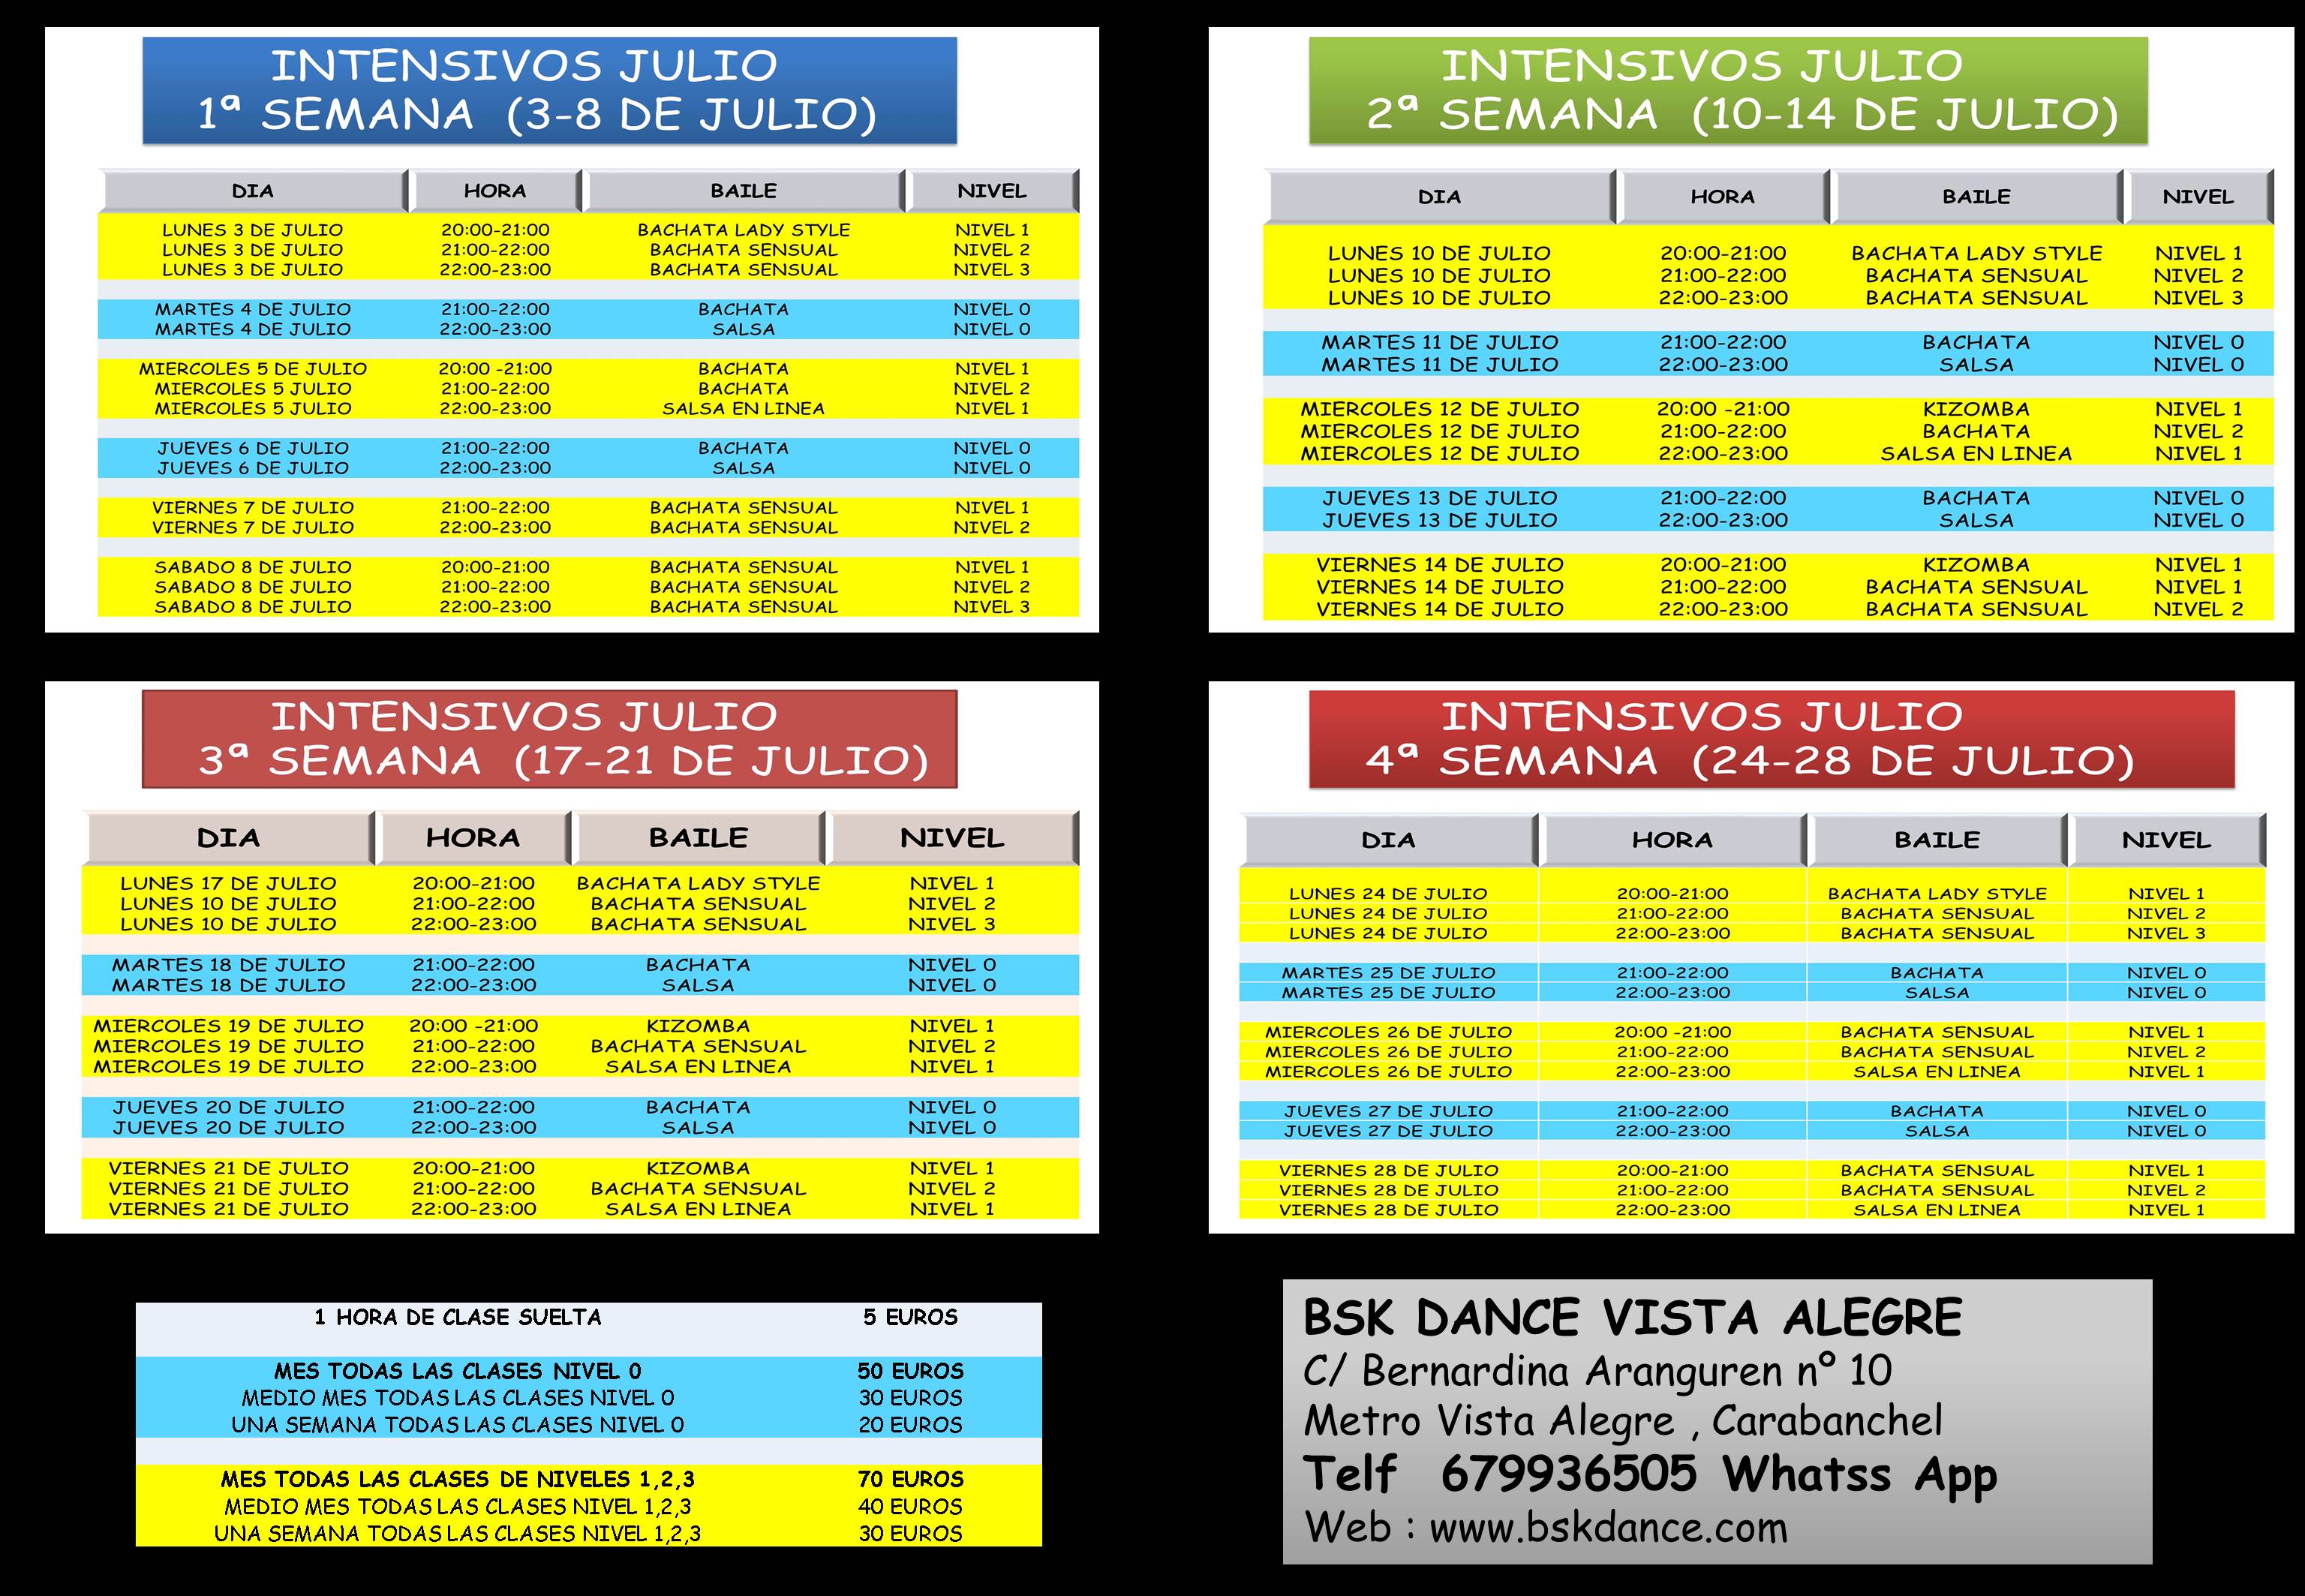 INTENSIVOS JULIO
1ª SEMANA (3-8 DE JULIO)
DIA HORA BAILE NIVEL
LUNES 3 DE JULIO 20:00-21:00 BACHATA LADY STYLE NIVEL 1
LUNES 3 DE JULIO 21:00-22:00 BACHATA SENSUAL NIVEL 2
LUNES 3 DE JULIO 22:00-23:00 BACHATA SENSUAL NIVEL 3
MARTES 4 DE JULIO 21:00-22:00 BACHATA NIVEL 0
MARTES 4 DE JULIO 22:00-23:00 SALSA NIVEL 0
MIERCOLES 5 DE JULIO 20:00 -21:00 BACHATA NIVEL 1
MIERCOLES 5 JULIO 21:00-22:00 BACHATA NIVEL 2
MIERCOLES 5 JULIO 22:00-23:00 SALSA EN LINEA NIVEL 1
JUEVES 6 DE JULIO 21:00-22:00 BACHATA NIVEL 0
JUEVES 6 DE JULIO 22:00-23:00 SALSA NIVEL 0
VIERNES 7 DE JULIO 21:00-22:00 BACHATA SENSUAL NIVEL 1
VIERNES 7 DE JULIO 22:00-23:00 BACHATA SENSUAL NIVEL 2
SABADO 8 DE JULIO 20:00-21:00 BACHATA SENSUAL NIVEL 1
SABADO 8 DE JULIO 21:00-22:00 BACHATA SENSUAL NIVEL 2
SABADO 8 DE JULIO 22:00-23:00 BACHATA SENSUAL NIVEL 3
INTENSIVOS JULIO
2ª SEMANA (10-14 DE JULIO)
DIA HORA BAILE NIVEL
LUNES 10 DE JULIO 20:00-21:00 BACHATA LADY STYLE NIVEL 1
LUNES 10 DE JULIO 21:00-22:00 BACHATA SENSUAL NIVEL 2
LUNES 10 DE JULIO 22:00-23:00 BACHATA SENSUAL NIVEL 3
MARTES 11 DE JULIO 21:00-22:00 BACHATA NIVEL 0
MARTES 11 DE JULIO 22:00-23:00 SALSA NIVEL 0
MIERCOLES 12 DE JULIO 20:00 -21:00 KIZOMBA NIVEL 1
MIERCOLES 12 DE JULIO 21:00-22:00 BACHATA NIVEL 2
MIERCOLES 12 DE JULIO 22:00-23:00 SALSA EN LINEA NIVEL 1
JUEVES 13 DE JULIO 21:00-22:00 BACHATA NIVEL 0
JUEVES 13 DE JULIO 22:00-23:00 SALSA NIVEL 0
VIERNES 14 DE JULIO 20:00-21:00 KIZOMBA NIVEL 1
VIERNES 14 DE JULIO 21:00-22:00 BACHATA SENSUAL NIVEL 1
VIERNES 14 DE JULIO 22:00-23:00 BACHATA SENSUAL NIVEL 2
INTENSIVOS JULIO
3ª SEMANA (17-21 DE JULIO)
DIA HORA BAILE NIVEL
LUNES 17 DE JULIO 20:00-21:00 BACHATA LADY STYLE NIVEL 1
LUNES 10 DE JULIO 21:00-22:00 BACHATA SENSUAL NIVEL 2
LUNES 10 DE JULIO 22:00-23:00 BACHATA SENSUAL NIVEL 3
MARTES 18 DE JULIO 21:00-22:00 BACHATA NIVEL 0
MARTES 18 DE JULIO 22:00-23:00 SALSA NIVEL 0
MIERCOLES 19 DE JULIO 20:00 -21:00 KIZOMBA NIVEL 1
MIERCOLES 19 DE JULIO 21:00-22:00 BACHATA SENSUAL NIVEL 2
MIERCOLES 19 DE JULIO 22:00-23:00 SALSA EN LINEA NIVEL 1
JUEVES 20 DE JULIO 21:00-22:00 BACHATA NIVEL 0
JUEVES 20 DE JULIO 22:00-23:00 SALSA NIVEL 0
VIERNES 21 DE JULIO 20:00-21:00 KIZOMBA NIVEL 1
VIERNES 21 DE JULIO 21:00-22:00 BACHATA SENSUAL NIVEL 2
VIERNES 21 DE JULIO 22:00-23:00 SALSA EN LINEA NIVEL 1
INTENSIVOS JULIO
4ª SEMANA (24-28 DE JULIO)
DIA HORA BAILE NIVEL
LUNES 24 DE JULIO 20:00-21:00 BACHATA LADY STYLE NIVEL 1
LUNES 24 DE JULIO 21:00-22:00 BACHATA SENSUAL NIVEL 2
LUNES 24 DE JULIO 22:00-23:00 BACHATA SENSUAL NIVEL 3
MARTES 25 DE JULIO 21:00-22:00 BACHATA NIVEL 0
MARTES 25 DE JULIO 22:00-23:00 SALSA NIVEL 0
MIERCOLES 26 DE JULIO 20:00 -21:00 BACHATA SENSUAL NIVEL 1
MIERCOLES 26 DE JULIO 21:00-22:00 BACHATA SENSUAL NIVEL 2
MIERCOLES 26 DE JULIO 22:00-23:00 SALSA EN LINEA NIVEL 1
JUEVES 27 DE JULIO 21:00-22:00 BACHATA NIVEL 0
JUEVES 27 DE JULIO 22:00-23:00 SALSA NIVEL 0
VIERNES 28 DE JULIO 20:00-21:00 BACHATA SENSUAL NIVEL 1
VIERNES 28 DE JULIO 21:00-22:00 BACHATA SENSUAL NIVEL 2
VIERNES 28 DE JULIO 22:00-23:00 SALSA EN LINEA NIVEL 1
1 HORA DE CLASE SUELTA 5 EUROS
MES TODAS LAS CLASES NIVEL 0 50 EUROS
MEDIO MES TODAS LAS CLASES NIVEL 0 30 EUROS
UNA SEMANA TODAS LAS CLASES NIVEL 0 20 EUROS
MES TODAS LAS CLASES DE NIVELES 1,2,3 70 EUROS
MEDIO MES TODAS LAS CLASES NIVEL 1,2,3 40 EUROS
UNA SEMANA TODAS LAS CLASES NIVEL 1,2,3 30 EUROS
BSK DANCE VISTA ALEGRE
C/ Bernardina Aranguren nº 10
Metro Vista Alegre , Carabanchel
Telf 679936505 Whatss App
Web : www.bskdance.com